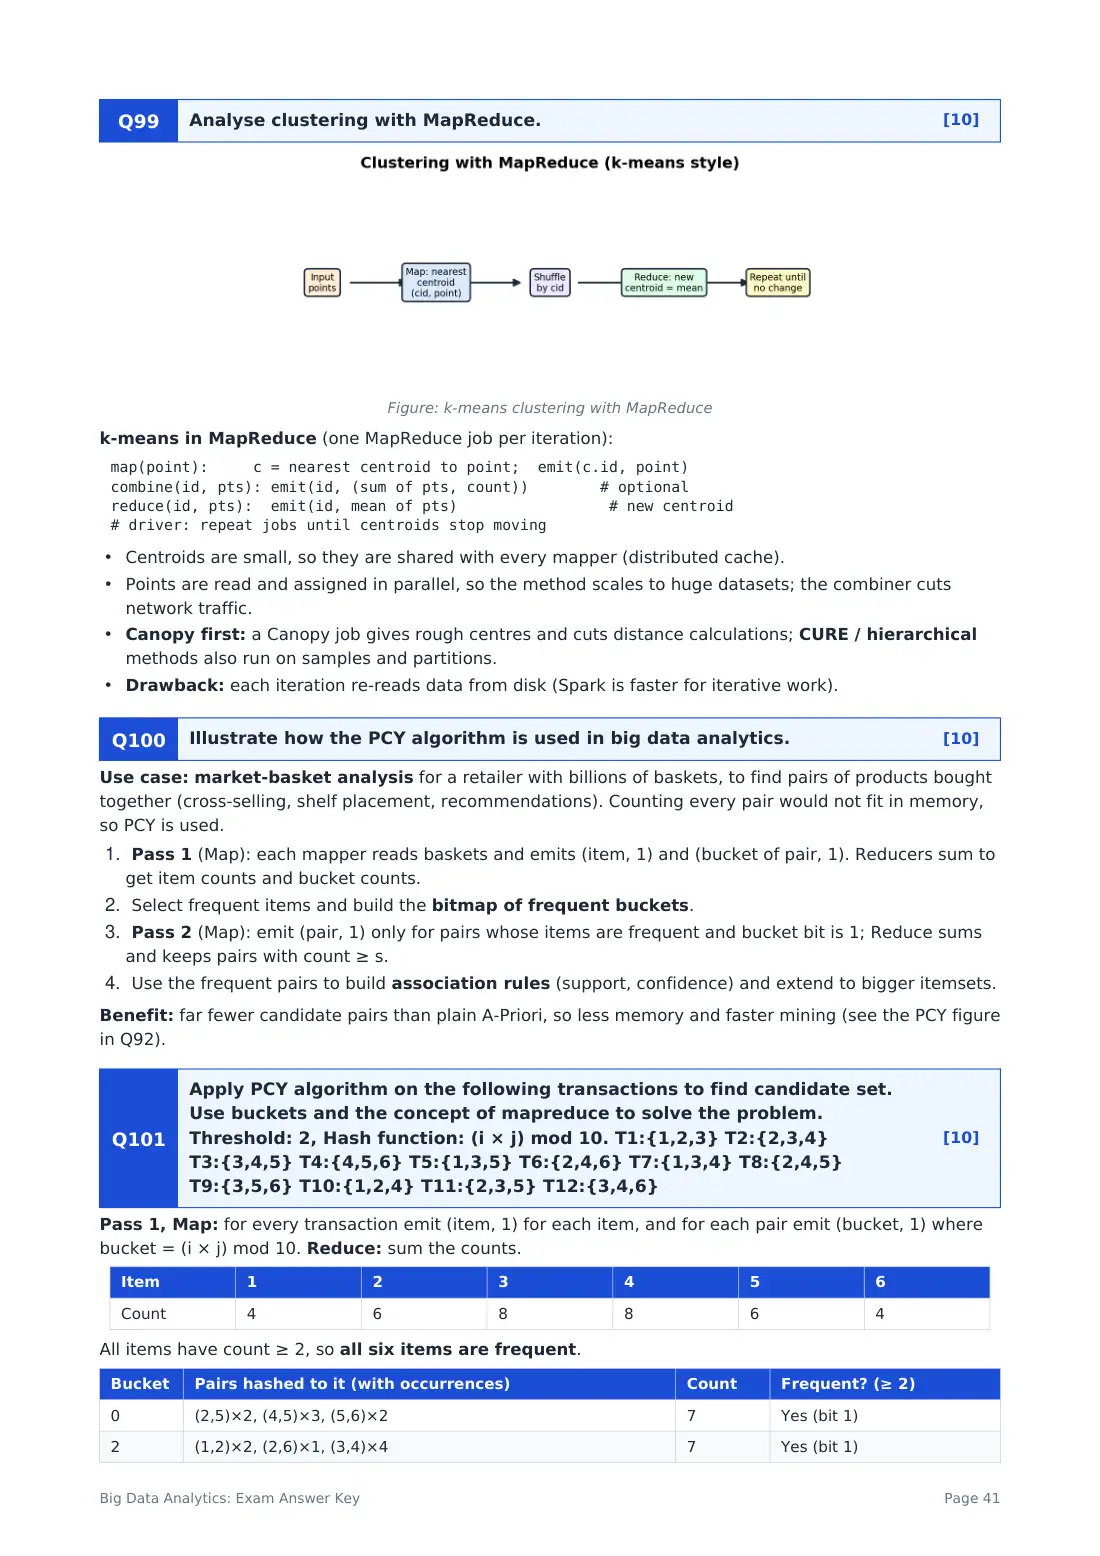 Q99 Analyse clustering with MapReduce. [10]
Clustering with MapReduce (k-means style)
Input points
Map: nearest centroid (cid, point)
Shuffle by cid
Reduce: new centroid = mean
Repeat until no change
Figure: k-means clustering with MapReduce
k-means in MapReduce (one MapReduce job per iteration):
map(point):     c = nearest centroid to point;  emit(c.id, point)
combine(id, pts): emit(id, (sum of pts, count))        # optional
reduce(id, pts):  emit(id, mean of pts)                 # new centroid
# driver: repeat jobs until centroids stop moving
• Centroids are small, so they are shared with every mapper (distributed cache).
• Points are read and assigned in parallel, so the method scales to huge datasets; the combiner cuts
network traffic.
• Canopy first: a Canopy job gives rough centres and cuts distance calculations; CURE / hierarchical
methods also run on samples and partitions.
• Drawback: each iteration re-reads data from disk (Spark is faster for iterative work).
Q100 Illustrate how the PCY algorithm is used in big data analytics. [10]
Use case: market-basket analysis for a retailer with billions of baskets, to find pairs of products bought
together (cross-selling, shelf placement, recommendations). Counting every pair would not fit in memory,
so PCY is used.
1. Pass 1 (Map): each mapper reads baskets and emits (item, 1) and (bucket of pair, 1). Reducers sum to
get item counts and bucket counts.
2. Select frequent items and build the bitmap of frequent buckets.
3. Pass 2 (Map): emit (pair, 1) only for pairs whose items are frequent and bucket bit is 1; Reduce sums
and keeps pairs with count ≥ s.
4. Use the frequent pairs to build association rules (support, confidence) and extend to bigger itemsets.
Benefit: far fewer candidate pairs than plain A-Priori, so less memory and faster mining (see the PCY figure
in Q92).
Q101 Apply PCY algorithm on the following transactions to find candidate set.
Use buckets and the concept of mapreduce to solve the problem.
Threshold: 2, Hash function: (i × j) mod 10. T1:{1,2,3} T2:{2,3,4} [10]
T3:{3,4,5} T4:{4,5,6} T5:{1,3,5} T6:{2,4,6} T7:{1,3,4} T8:{2,4,5}
T9:{3,5,6} T10:{1,2,4} T11:{2,3,5} T12:{3,4,6}
Pass 1, Map: for every transaction emit (item, 1) for each item, and for each pair emit (bucket, 1) where
bucket = (i × j) mod 10. Reduce: sum the counts.
Item 1 2 3 4 5 6
Count 4 6 8 8 6 4
All items have count ≥ 2, so all six items are frequent.
Bucket Pairs hashed to it (with occurrences) Count Frequent? (≥ 2)
0 (2,5)×2, (4,5)×3, (5,6)×2 7 Yes (bit 1)
2 (1,2)×2, (2,6)×1, (3,4)×4 7 Yes (bit 1)
Big Data Analytics: Exam Answer Key Page 41